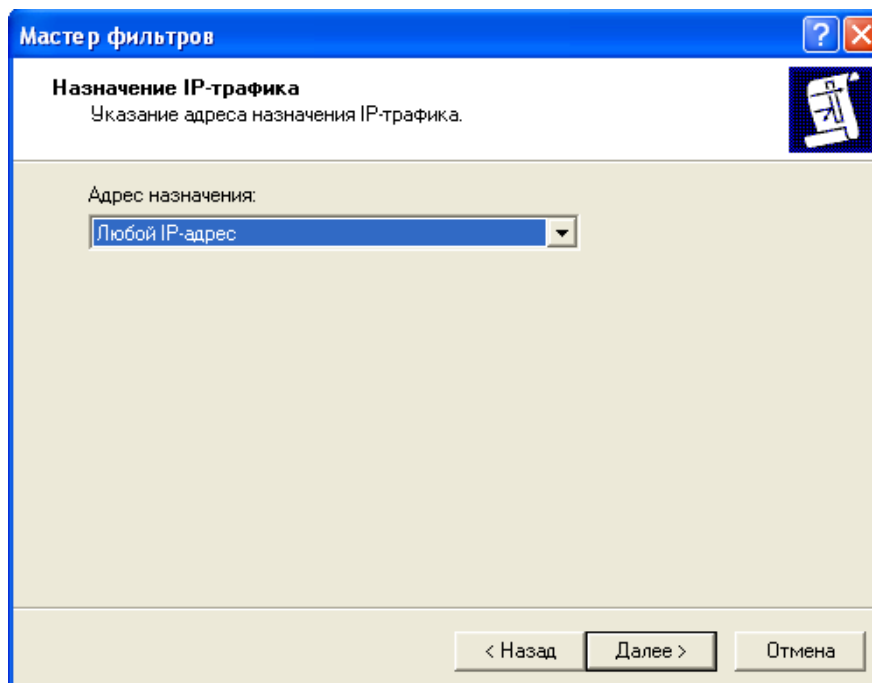 Мастер фильтров
Назначение IP-трафика
Указание адреса назначения IP-трафика.
Адрес назначения:
Любой IP-адрес
< Назад
Далее >
Отмена